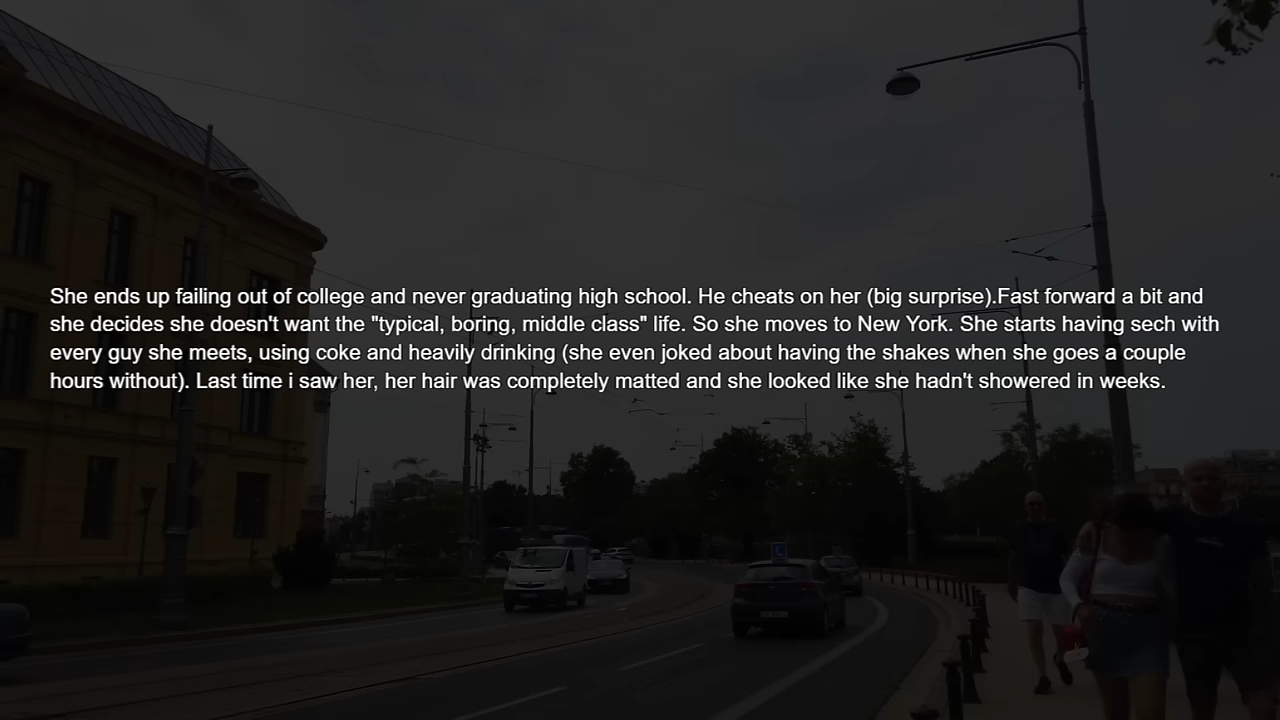 She ends up failing out of college and never graduating high school. He cheats on her (big surprise).Fast forward a bit and
she decides she doesn't want the "typical, boring, middle class" life. So she moves to New York. She starts having sech with
every guy she meets, using coke and heavily drinking (she even joked about having the shakes when she goes a couple
hours without). Last time i saw her, her hair was completely matted and she looked like she hadn't showered in weeks.